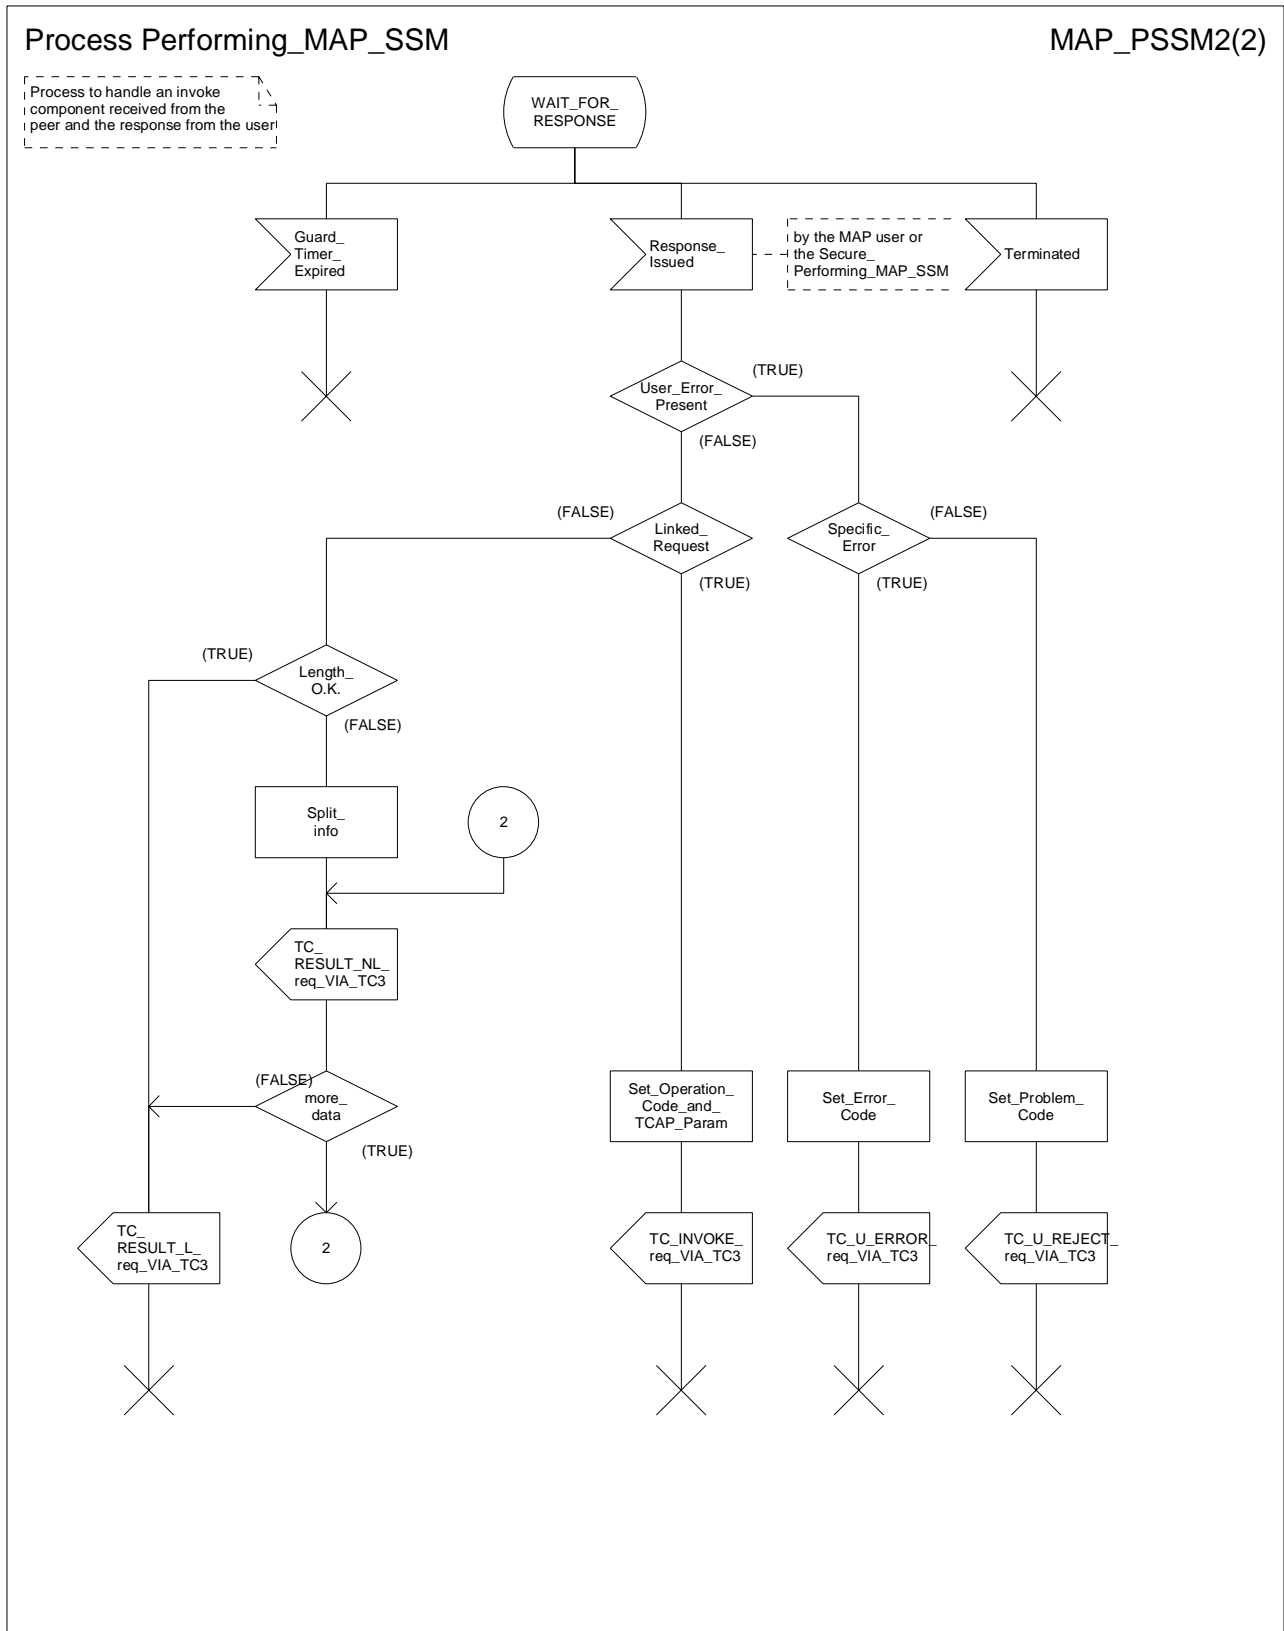 Process Performing_MAP_SSM
MAP_PSSM2(2)
Process to handle an invoke
component received from the
peer and the response from the user
WAIT_FOR_
RESPONSE
Guard_
Timer_
Expired
Response_
Issued
by the MAP user or
the Secure_
Performing_MAP_SSM
Terminated
User_Error_
Present
(TRUE)
(FALSE)
(FALSE)
Linked_
Request
(TRUE)
Specific_
Error
(FALSE)
(TRUE)
(TRUE)
Length_
O.K.
(FALSE)
Split_
info
2
TC_
RESULT_NL_
req_VIA_TC3
(FALSE)
more_
data
(TRUE)
Set_Operation_
Code_and_
TCAP_Param
Set_Error_
Code
Set_Problem_
Code
TC_
RESULT_L_
req_VIA_TC3
2
TC_INVOKE_
req_VIA_TC3
TC_U_ERROR_
req_VIA_TC3
TC_U_REJECT_
req_VIA_TC3